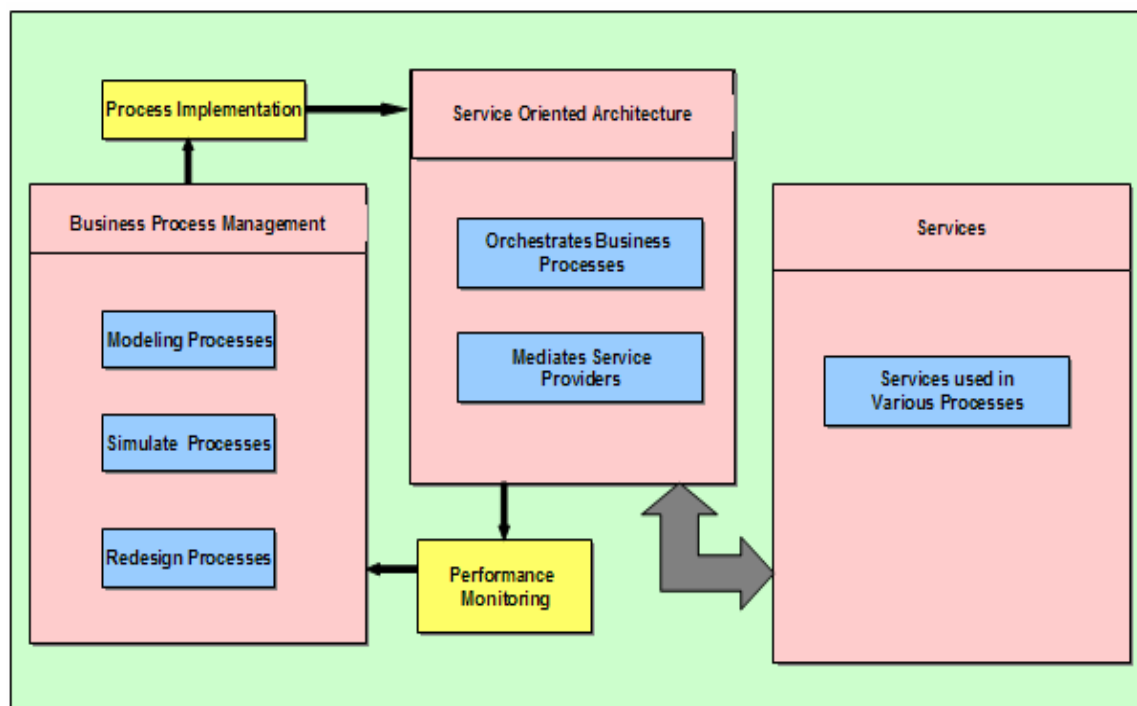 Process Implementation
Service Oriented Architecture
Business Process Management
Orchestrates Business
Processes
Services
Modeling Processes
Mediates Service
Providers
Services used in
Various Processes
Simulate Processes
Redesign Processes
Performance
Monitoring